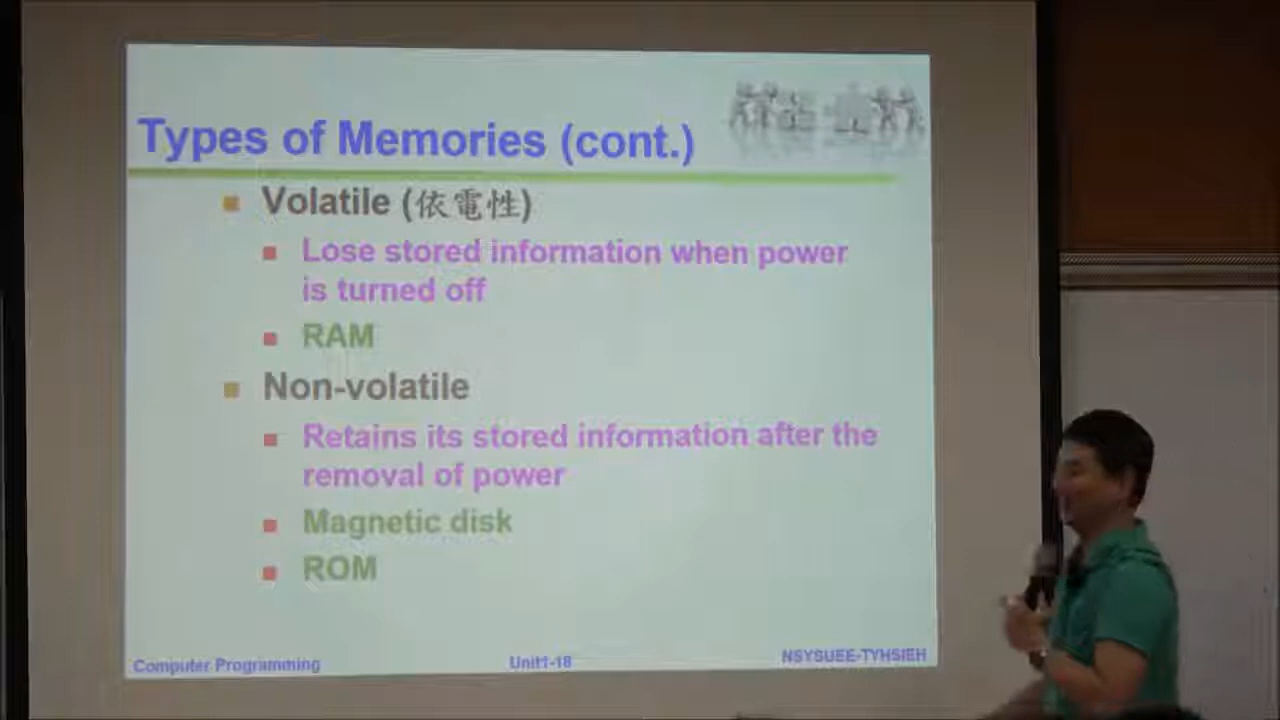 Types of Memories (cont.)
Volatile (依電性)
Lose stored information when power
is turned off
RAM
Non-volatile
Retains its stored information after the
removal of power
Magnetic disk
ROM
Computer Programming
Unit1-18
NSYSUEE-TYHSIEH